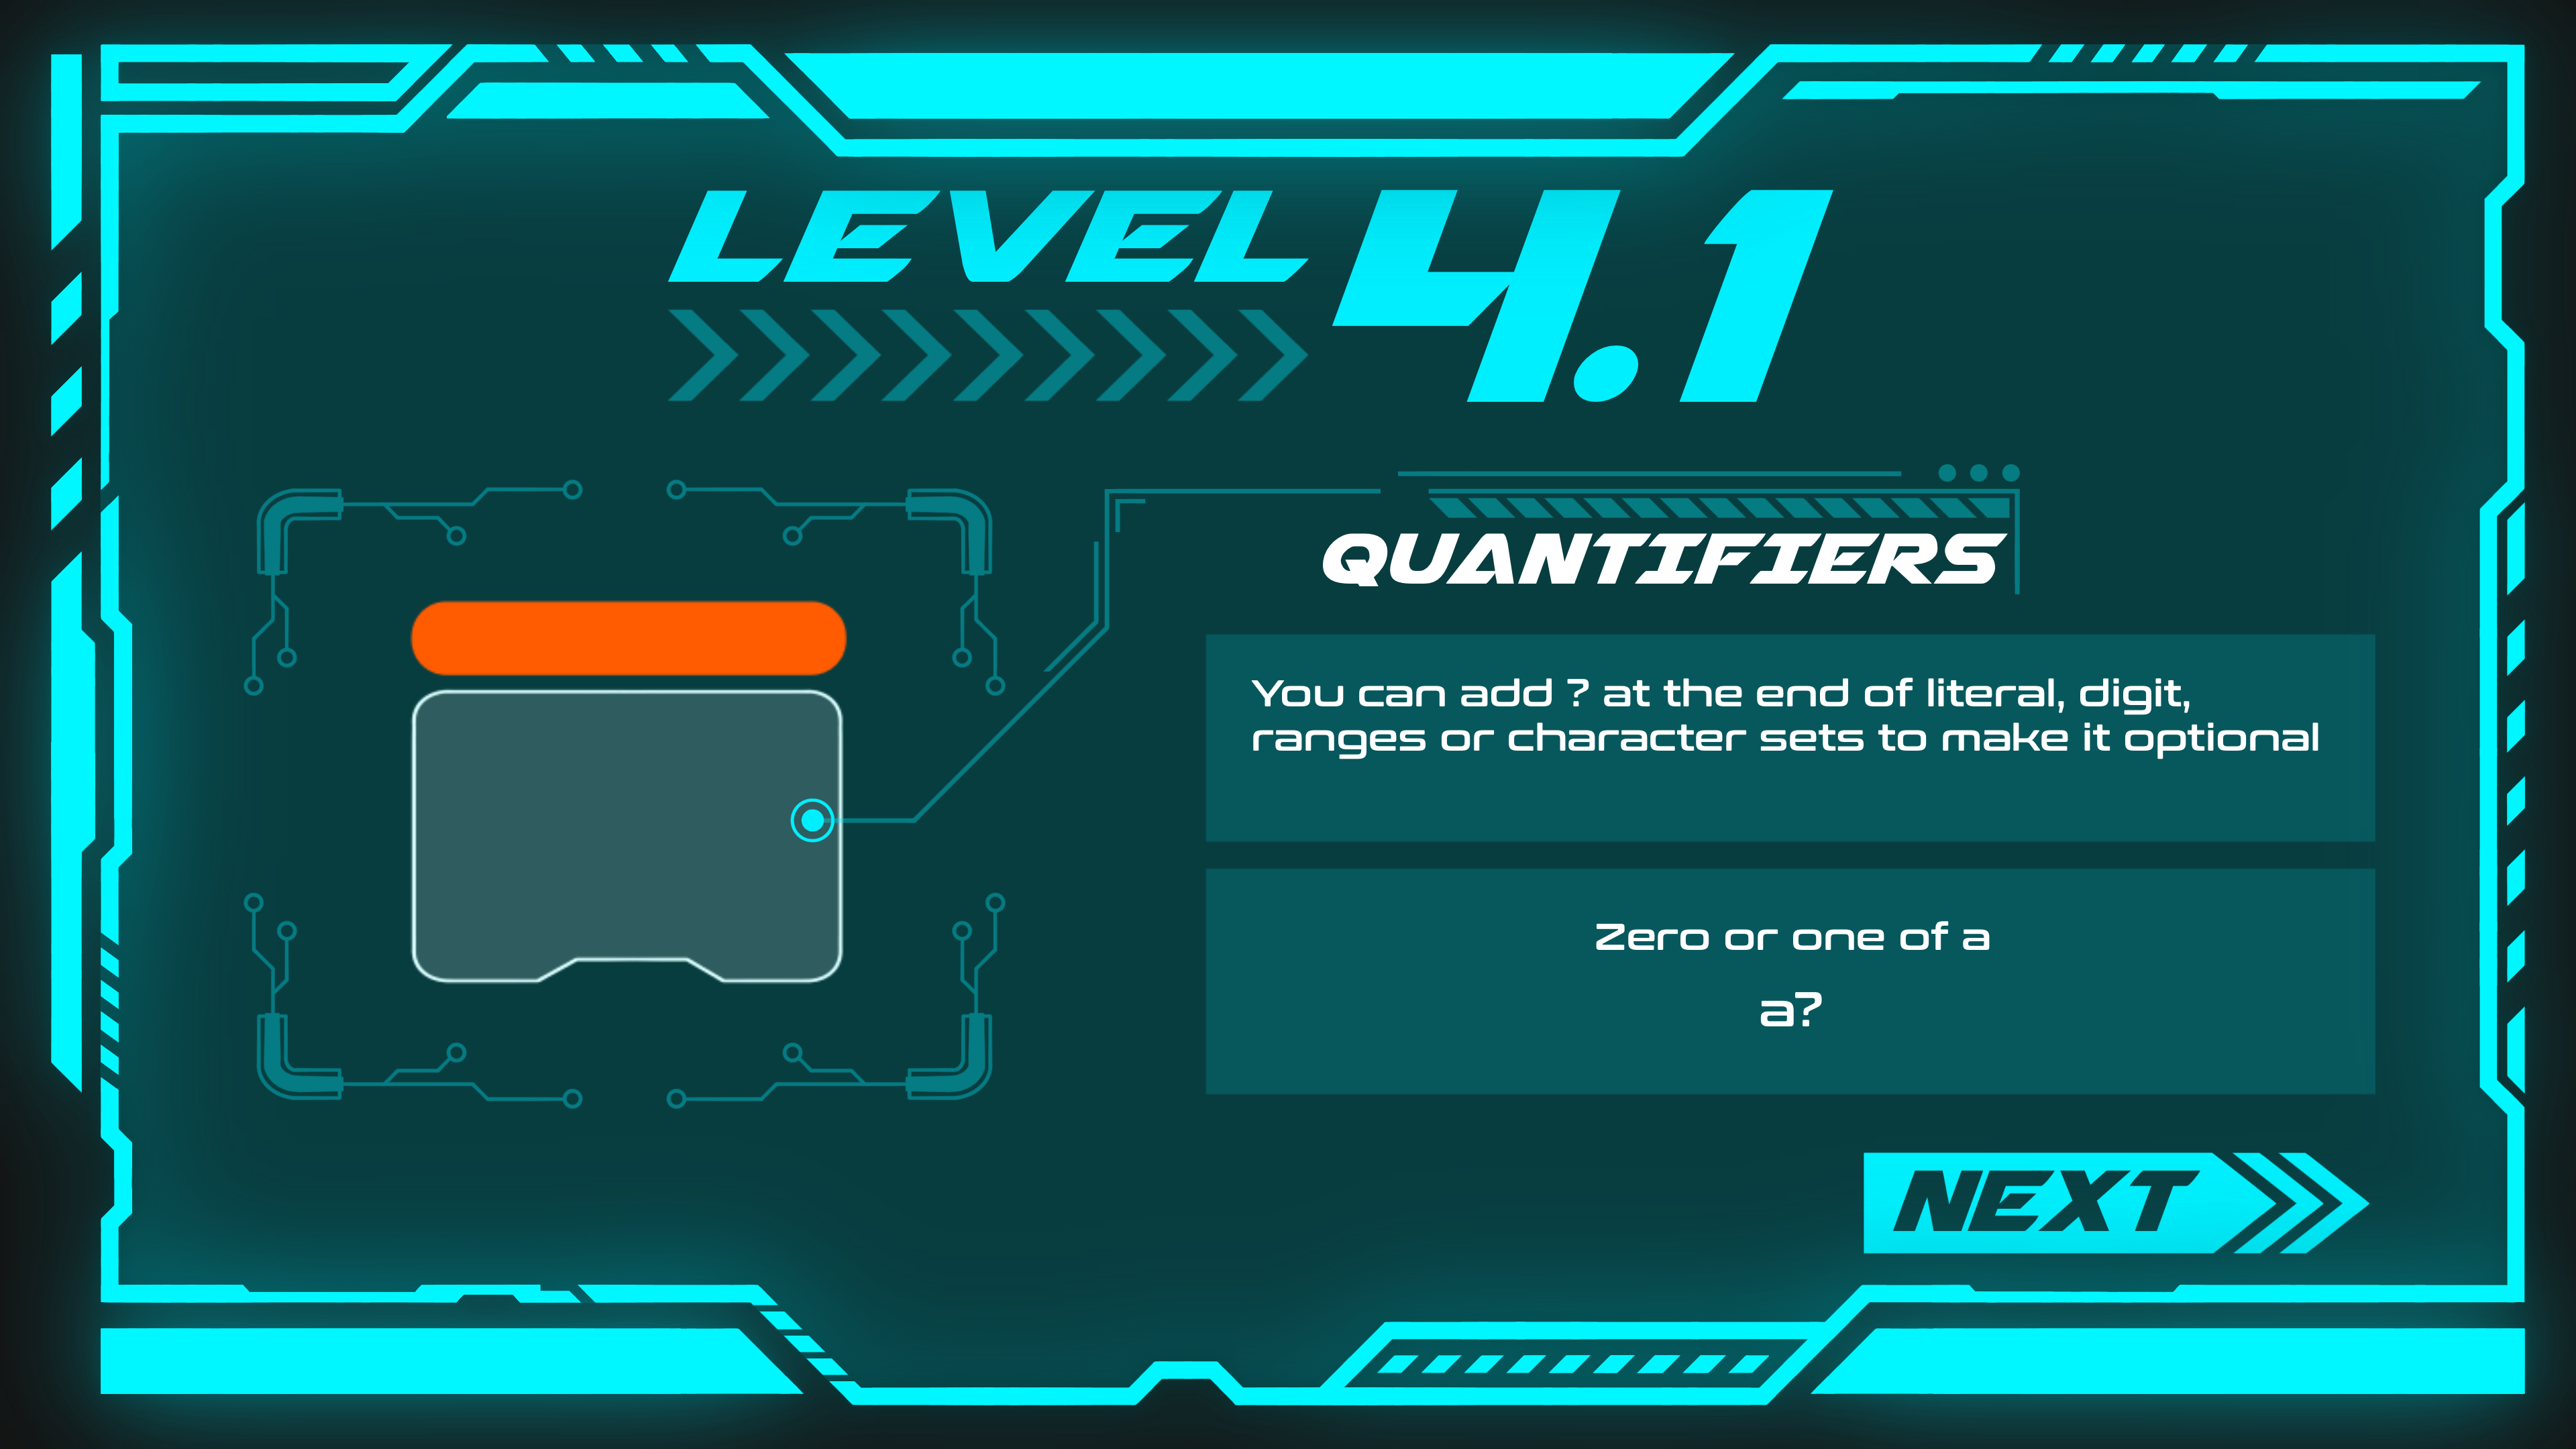 LEVEL 4.1
QUANTIFIERS
You can add ? at the end of literal, digit,
ranges or character sets to make it optional
Zero or one of a
a?
NEXT